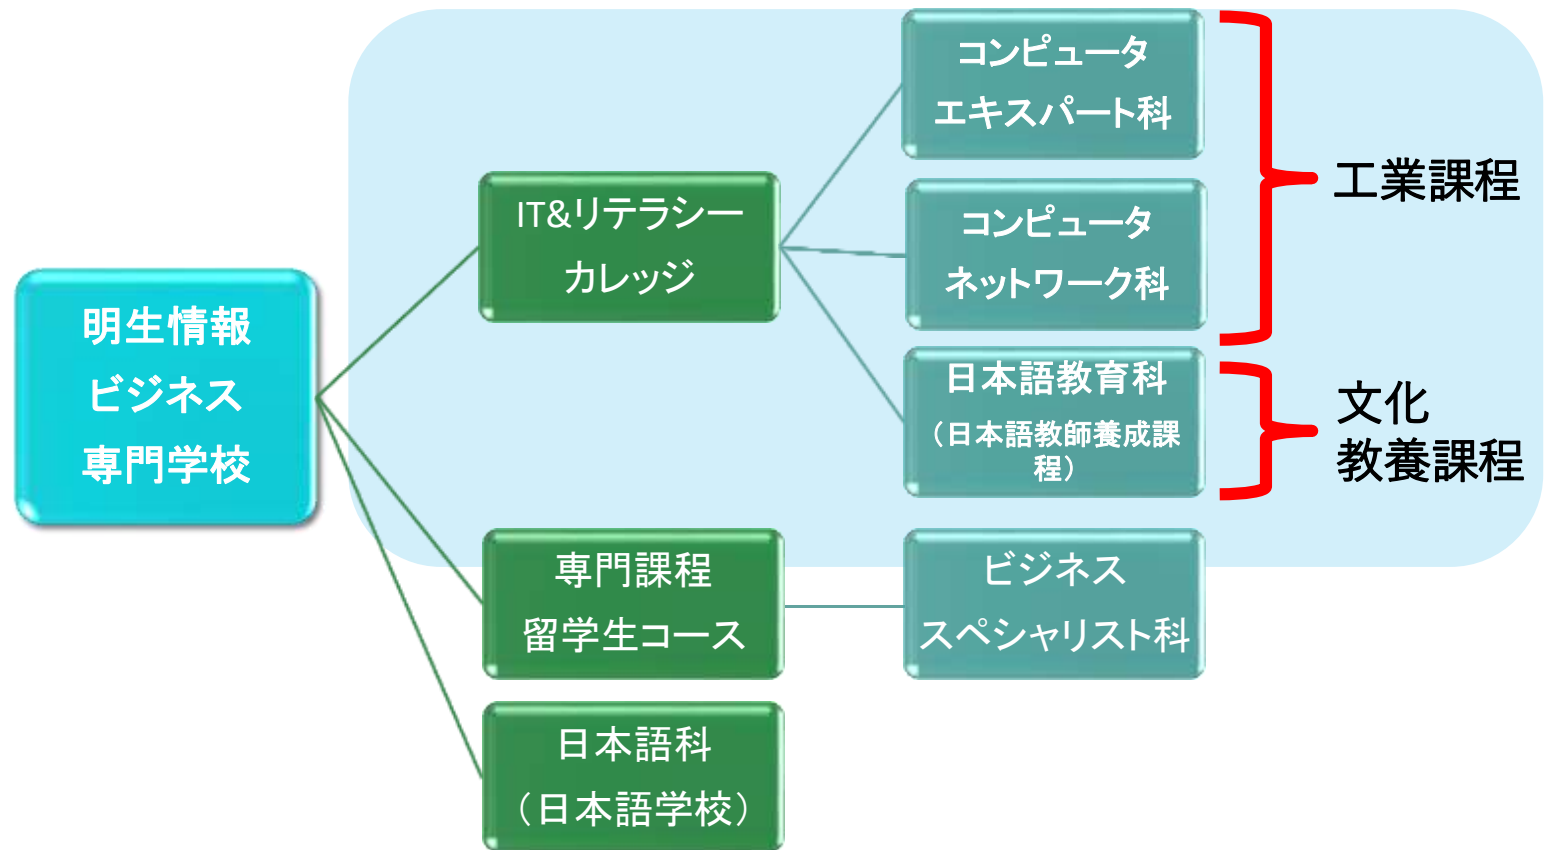 明生情報
ビジネス
専門学校
IT&リテラシー
カレッジ
コンピュータ
エキスパート科
コンピュータ
ネットワーク科
日本語教育科
（日本語教師養成課
程）
工業課程
文化
教養課程
専門課程
留学生コース
ビジネス
スペシャリスト科
日本語科
（日本語学校）